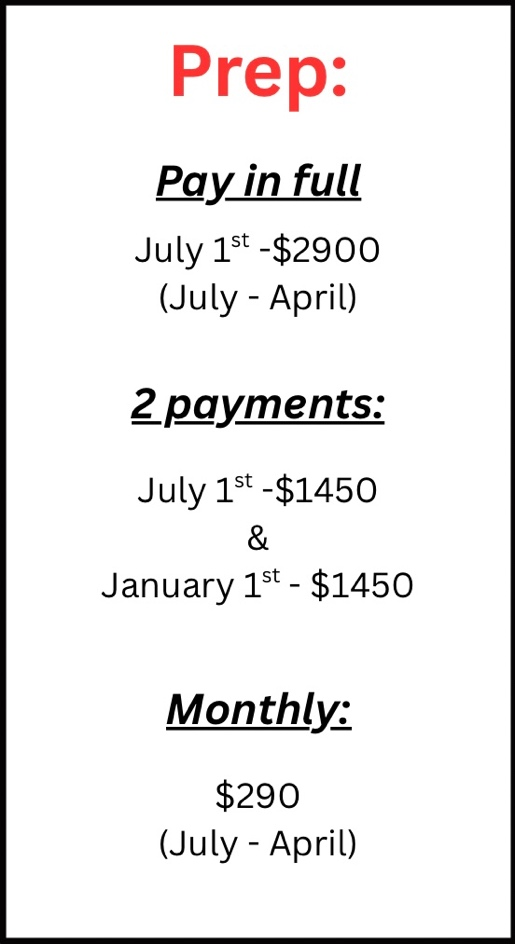 Prep:
Pay in full
July 1st -$2900
(July - April)
2 payments:
July 1st -$1450
&
January 1st - $1450
Monthly:
$290
(July - April)